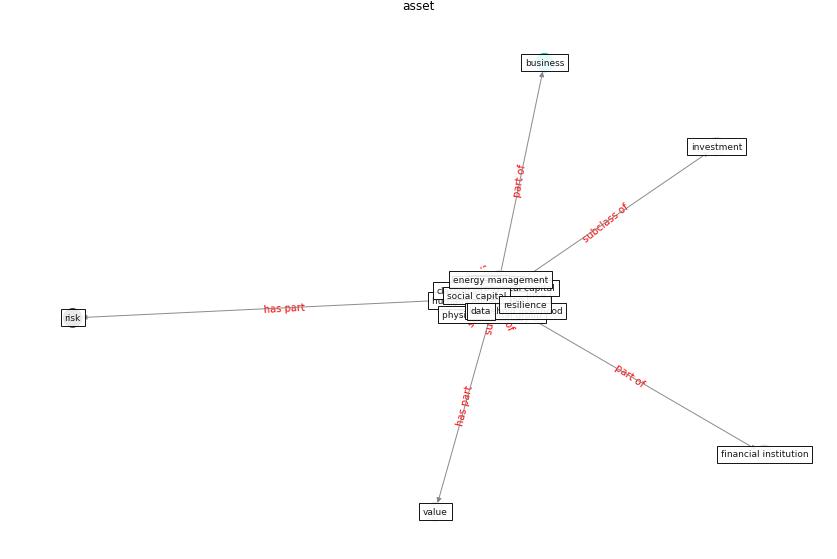 asset
business
investment
part of
subclass of
energy management
social capital
resilience
data
has part
risk
part of
has part
financial institution
value